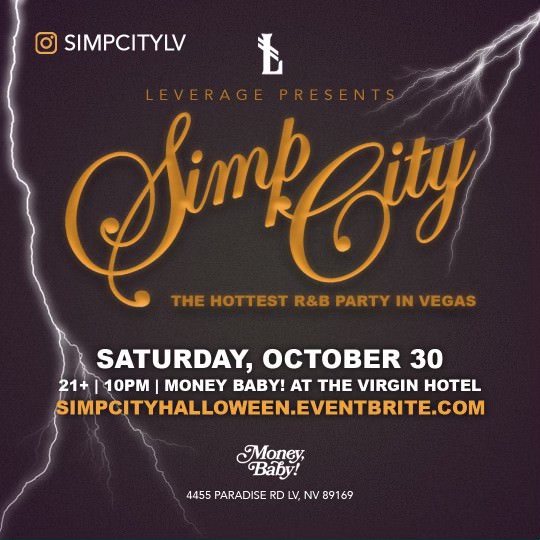 SIMPCITYLV
L
LEVERAGE PRESENTS
Simp City
THE HOTTEST R&B PARTY IN VEGAS
SATURDAY, OCTOBER 30
21+ | 10PM | MONEY BABY! AT THE VIRGIN HOTEL
SIMPCITYHALLOWEEN.EVENTBRITE.COM
Money,
Baby!
4455 PARADISE RD LV, NV 89169